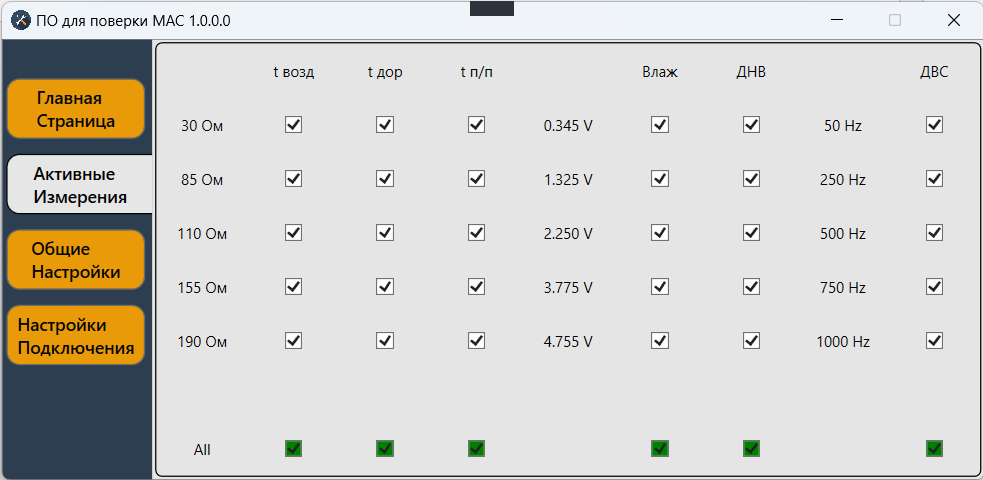 ПО для поверки МАС 1.0.0.0
Главная
Страница
Активные
Измерения
Общие
Настройки
Настройки
Подключения
t возд t дор t п/п Влаж ДНВ ДВС
30 Ом 0.345 V 50 Hz
85 Ом 1.325 V 250 Hz
110 Ом 2.250 V 500 Hz
155 Ом 3.775 V 750 Hz
190 Ом 4.755 V 1000 Hz
All